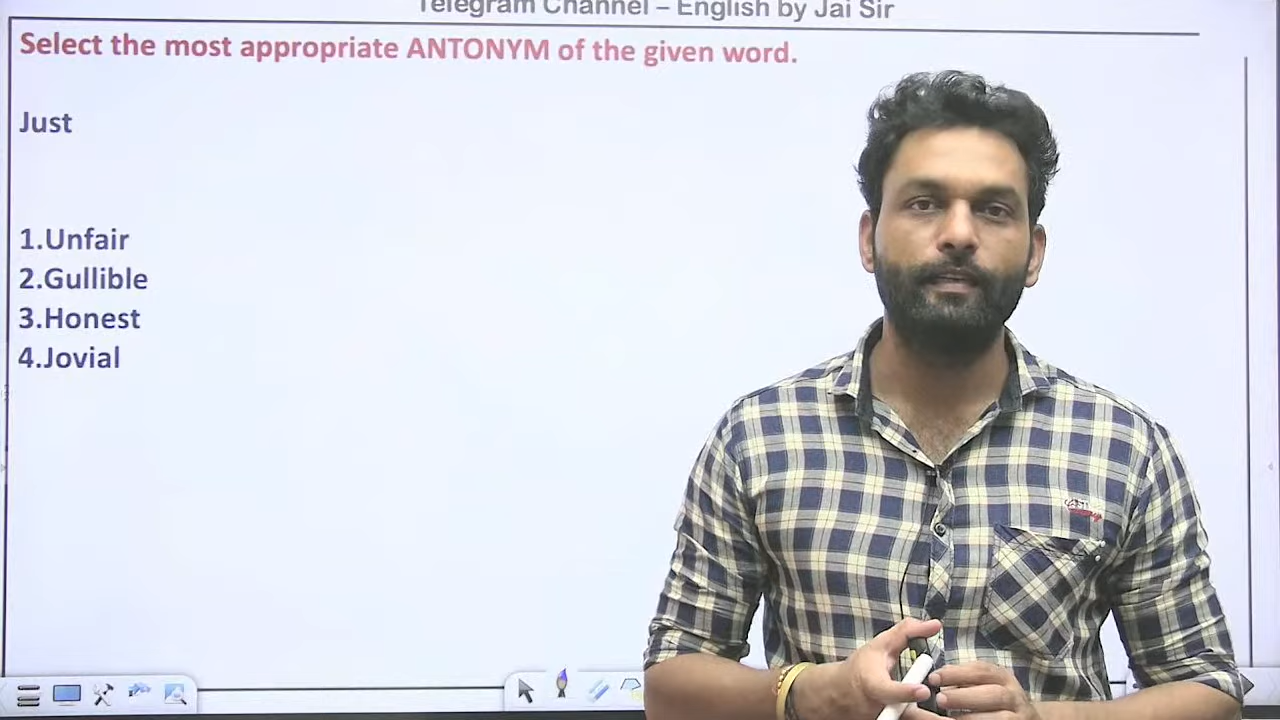 Telegram Channel – English by Jai Sir
Select the most appropriate ANTONYM of the given word.
Just
1.Unfair
2.Gullible
3.Honest
4.Jovial